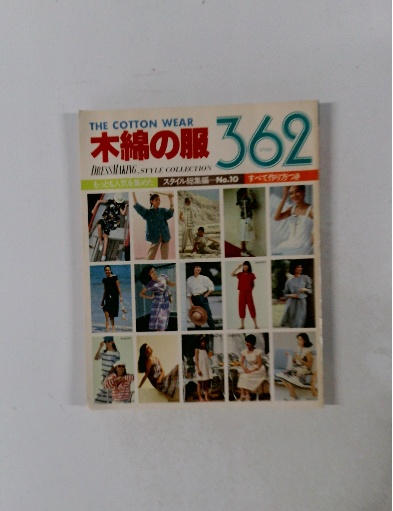 THE COTTON WEAR
木綿の服 362
DRESSMAKING STYLE COLLECTION
もっとも人気を集めた スタイル総集編—No.10 すべて作り方つき